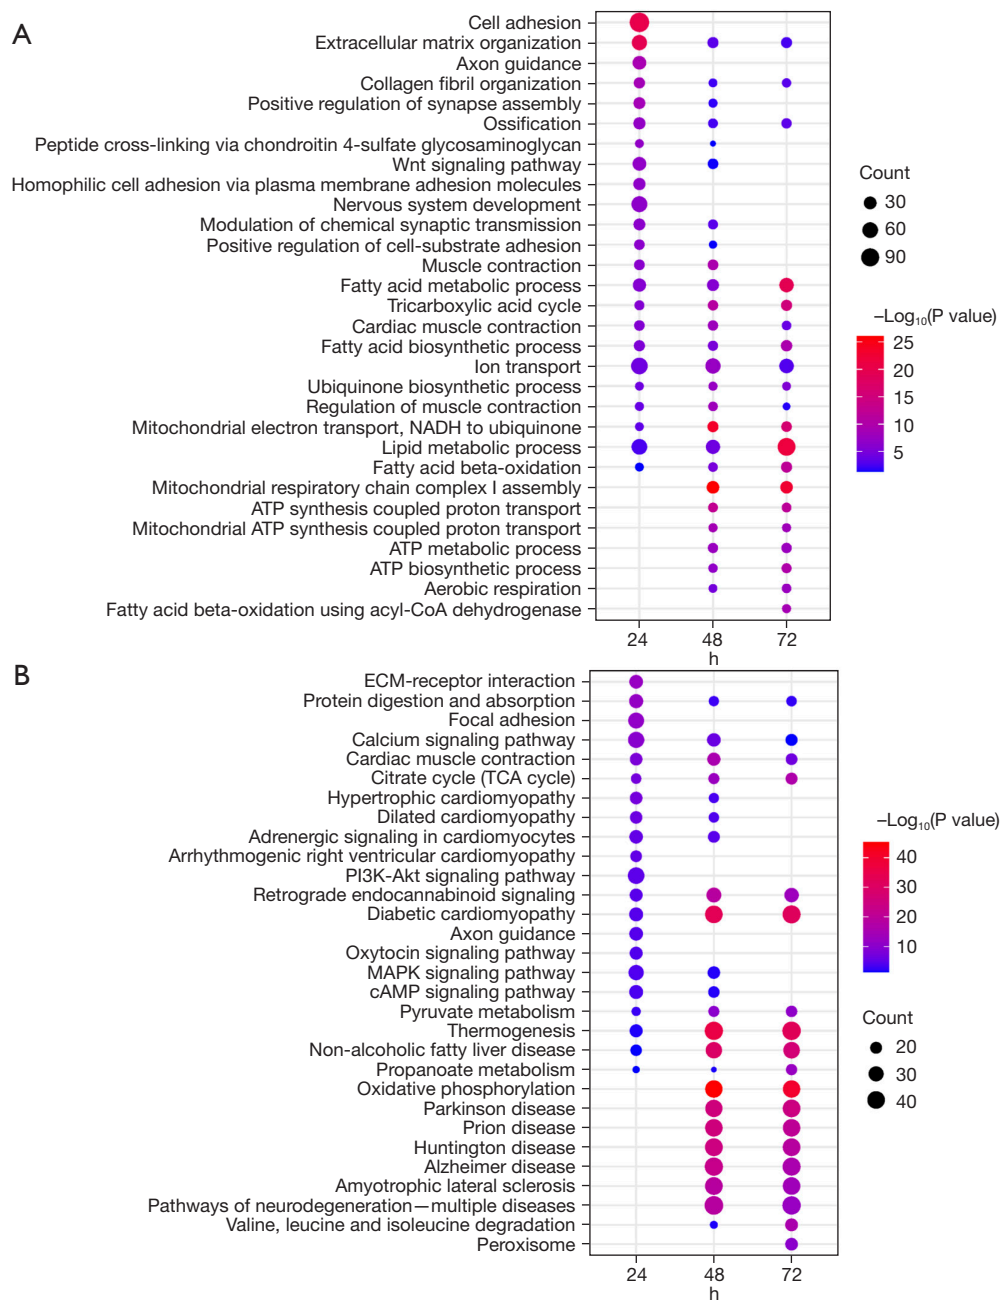 A
Cell adhesion
Extracellular matrix organization
Axon guidance
Collagen fibril organization
Positive regulation of synapse assembly
Ossification
Peptide cross-linking via chondroitin 4-sulfate glycosaminoglycan
Wnt signaling pathway
Homophilic cell adhesion via plasma membrane adhesion molecules
Nervous system development
Modulation of chemical synaptic transmission
Positive regulation of cell-substrate adhesion
Muscle contraction
Fatty acid metabolic process
Tricarboxylic acid cycle
Cardiac muscle contraction
Fatty acid biosynthetic process
Ion transport
Ubiquinone biosynthetic process
Regulation of muscle contraction
Mitochondrial electron transport, NADH to ubiquinone
Lipid metabolic process
Fatty acid beta-oxidation
Mitochondrial respiratory chain complex I assembly
ATP synthesis coupled proton transport
Mitochondrial ATP synthesis coupled proton transport
ATP metabolic process
ATP biosynthetic process
Aerobic respiration
Fatty acid beta-oxidation using acyl-CoA dehydrogenase
24 48 72
h
Count
30
60
90
–Log₁₀(P value)
25
20
15
10
5
B
ECM-receptor interaction
Protein digestion and absorption
Focal adhesion
Calcium signaling pathway
Cardiac muscle contraction
Citrate cycle (TCA cycle)
Hypertrophic cardiomyopathy
Dilated cardiomyopathy
Adrenergic signaling in cardiomyocytes
Arrhythmogenic right ventricular cardiomyopathy
PI3K-Akt signaling pathway
Retrograde endocannabinoid signaling
Diabetic cardiomyopathy
Axon guidance
Oxytocin signaling pathway
MAPK signaling pathway
cAMP signaling pathway
Pyruvate metabolism
Thermogenesis
Non-alcoholic fatty liver disease
Propanoate metabolism
Oxidative phosphorylation
Parkinson disease
Prion disease
Huntington disease
Alzheimer disease
Amyotrophic lateral sclerosis
Pathways of neurodegeneration—multiple diseases
Valine, leucine and isoleucine degradation
Peroxisome
24 48 72
h
–Log₁₀(P value)
40
30
20
10
Count
20
30
40